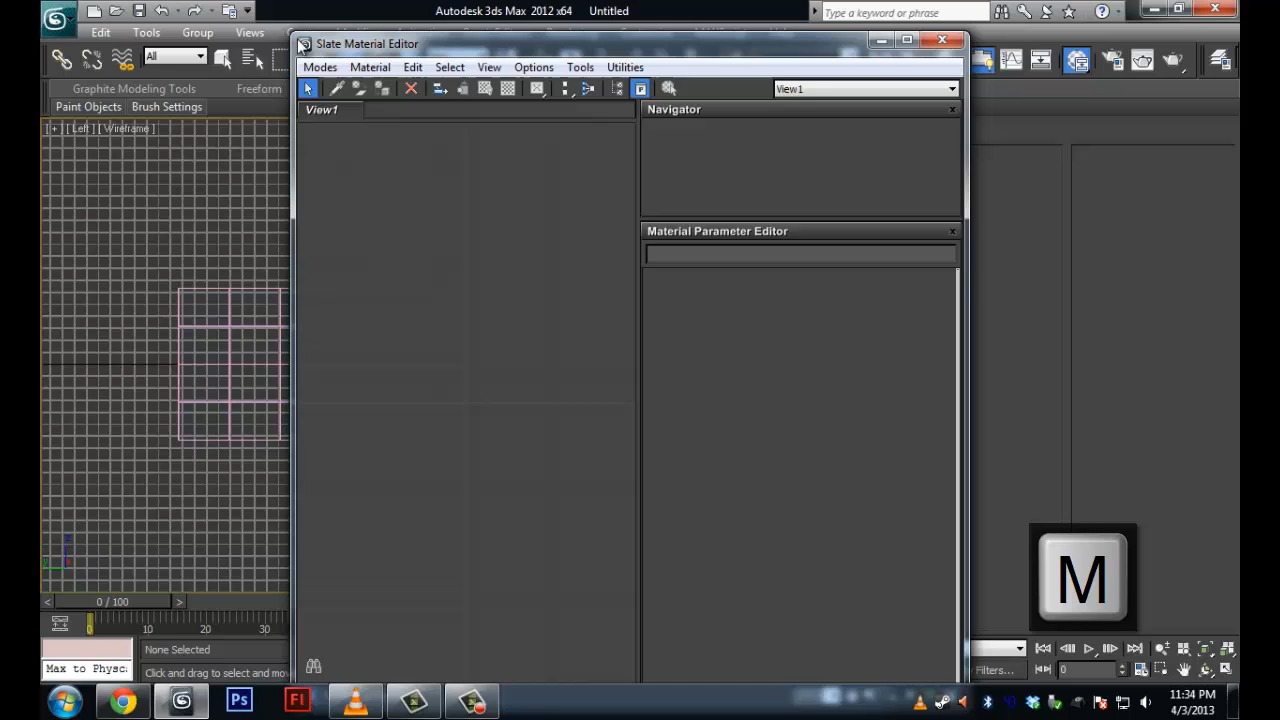 Autodesk 3ds Max 2012 x64 Untitled
Type a keyword or phrase
Edit Tools Group Views
All
Slate Material Editor
Modes Material Edit Select View Options Tools Utilities
View1
Graphite Modeling Tools Freeform
Paint Objects Brush Settings
View1
Navigator
[ + ] [ Left ] [ Wireframe ]
Material Parameter Editor
M
0 / 100
10 20 30
None Selected
Max to Physc
Click and drag to select and mov
Filters...
0
Ps
Fl
11:34 PM
4/3/2013